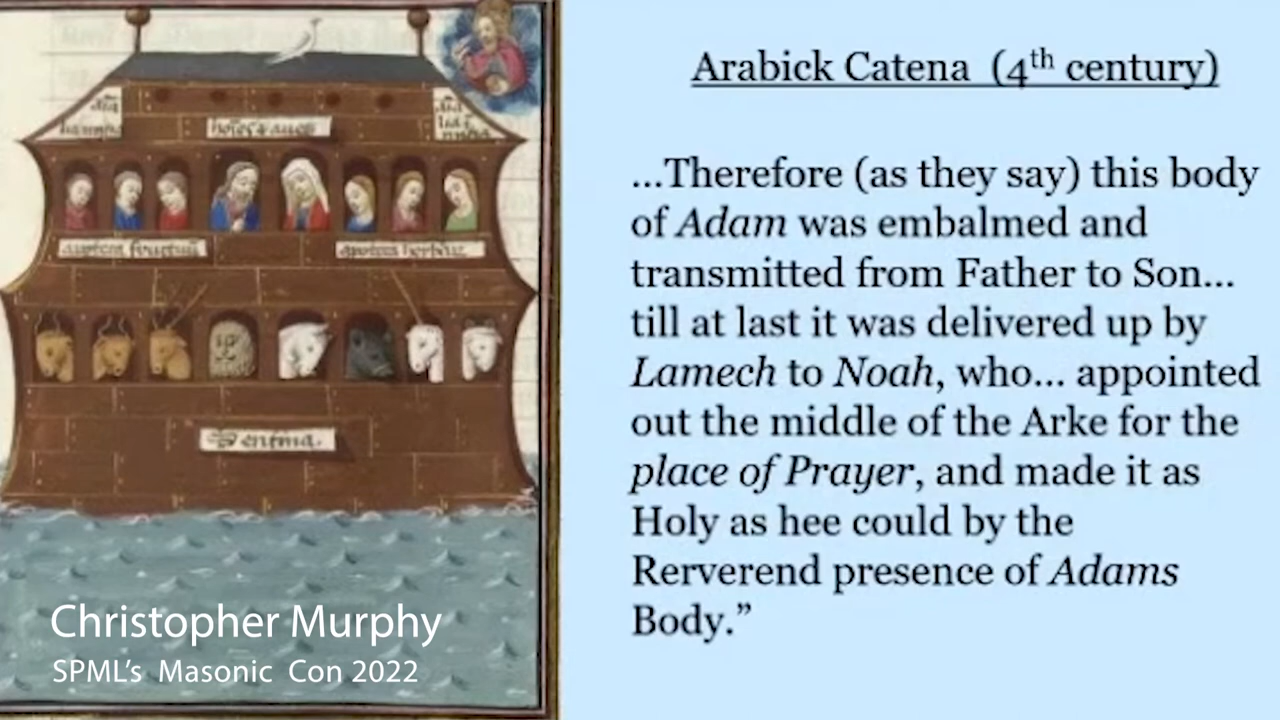 Arabick Catena (4th century)
...Therefore (as they say) this body
of Adam was embalmed and
transmitted from Father to Son...
till at last it was delivered up by
Lamech to Noah, who... appointed
out the middle of the Arke for the
place of Prayer, and made it as
Holy as hee could by the
Rerverend presence of Adams
Body.”
Christopher Murphy
SPML’s Masonic Con 2022